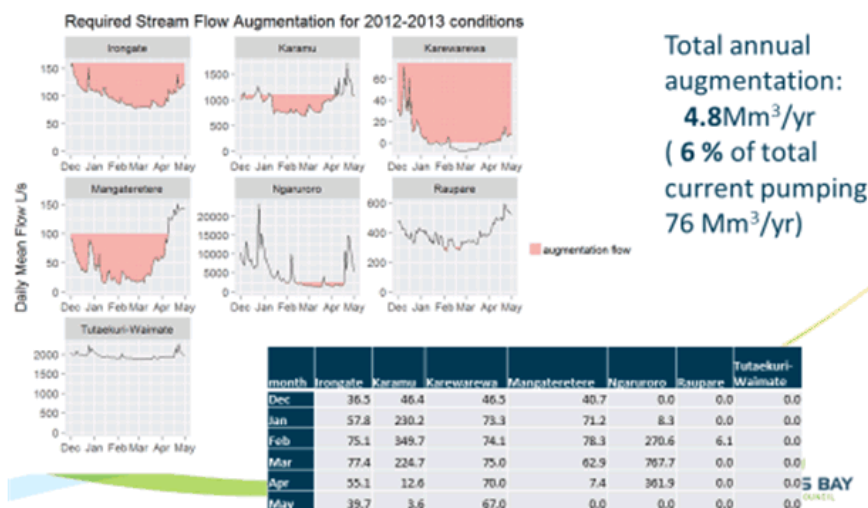 Required Stream Flow Augmentation for 2012-2013 conditions
Irongate
Karamu
Karewarewa
150
100
50
0
1500
1000
500
0
60
40
20
0
Dec Jan Feb Mar Apr May
Dec Jan Feb Mar Apr May
Dec Jan Feb Mar Apr May
Mangateretere
Ngaruroro
Raupare
150
100
50
0
20000
15000
10000
5000
0
600
400
200
0
Dec Jan Feb Mar Apr May
Dec Jan Feb Mar Apr May
Dec Jan Feb Mar Apr May
Tutaekuri-Waimate
2000
1500
1000
500
0
Dec Jan Feb Mar Apr May
Daily Mean Flow L/s
augmentation flow
Total annual
augmentation:
4.8Mm³/yr
( 6 % of total
current pumping
76 Mm³/yr)
month Irongate Karamu Karewarewa Mangateretere Ngaruroro Raupare Tutaekuri-Waimate
Dec 36.5 46.4 46.5 40.7 0.0 0.0 0.0
Jan 57.8 230.2 73.3 71.2 8.3 0.0 0.0
Feb 75.1 349.7 74.1 78.3 270.6 6.1 0.0
Mar 77.4 224.7 75.0 62.9 767.7 0.0 0.0
Apr 55.1 12.6 70.0 7.4 361.9 0.0 0.0
May 39.7 3.6 67.0 0.0 0.0 0.0 0.0
S BAY
COUNCIL